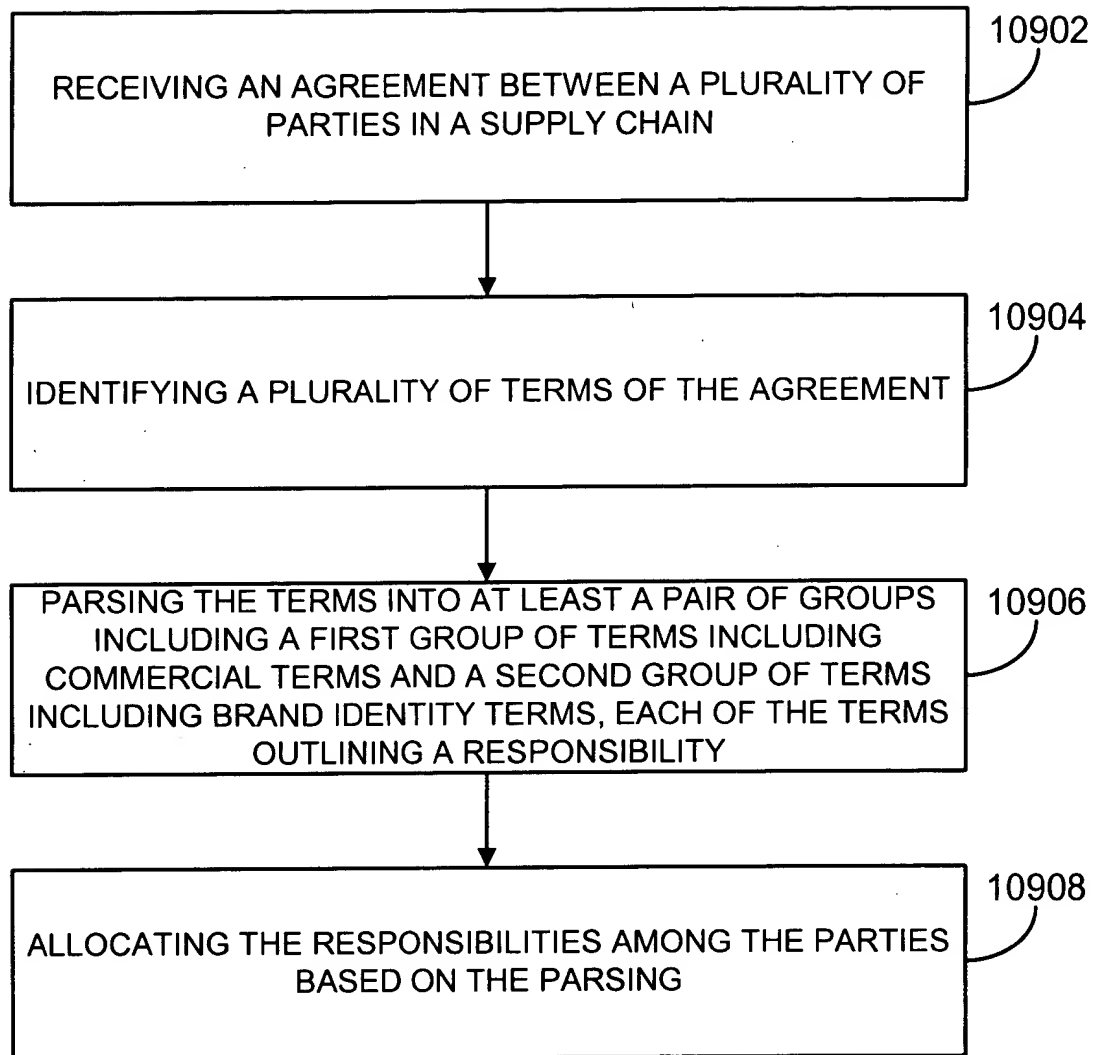 10902
RECEIVING AN AGREEMENT BETWEEN A PLURALITY OF
PARTIES IN A SUPPLY CHAIN
10904
IDENTIFYING A PLURALITY OF TERMS OF THE AGREEMENT
10906
PARSING THE TERMS INTO AT LEAST A PAIR OF GROUPS
INCLUDING A FIRST GROUP OF TERMS INCLUDING
COMMERCIAL TERMS AND A SECOND GROUP OF TERMS
INCLUDING BRAND IDENTITY TERMS, EACH OF THE TERMS
OUTLINING A RESPONSIBILITY
10908
ALLOCATING THE RESPONSIBILITIES AMONG THE PARTIES
BASED ON THE PARSING